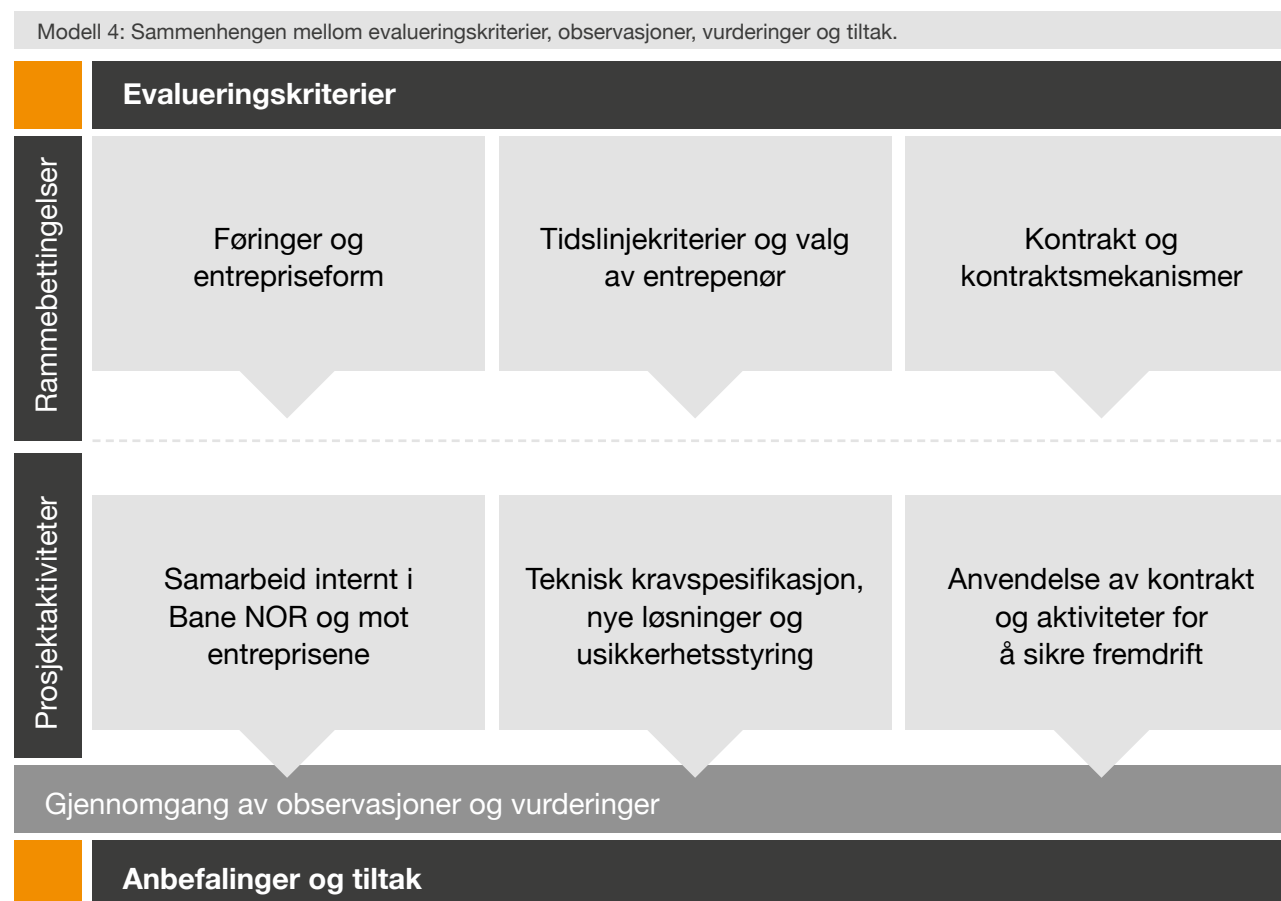 Modell 4: Sammenhengen mellom evalueringskriterier, observasjoner, vurderinger og tiltak.
Evalueringskriterier
Rammebettingelser
Føringer og
entrepriseform
Tidslinjekriterier og valg
av entrepenør
Kontrakt og
kontraktsmekanismer
Prosjektaktiviteter
Samarbeid internt i
Bane NOR og mot
entreprisene
Teknisk kravspesifikasjon,
nye løsninger og
usikkerhetsstyring
Anvendelse av kontrakt
og aktiviteter for
å sikre fremdrift
Gjennomgang av observasjoner og vurderinger
Anbefalinger og tiltak